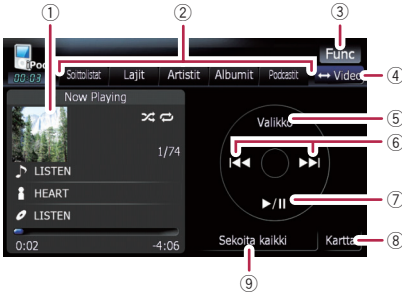 ① ② ③
iPod Func
00:03 Soittolistat Lajit Artistit Albumit Podcastit ↔ Video ④
Now Playing
Valikko ⑤
1/74 ⑥
LISTEN
HEART ▶/II ⑦
LISTEN
0:02 -4:06 Sekoita kaikki Kartta ⑧
⑨